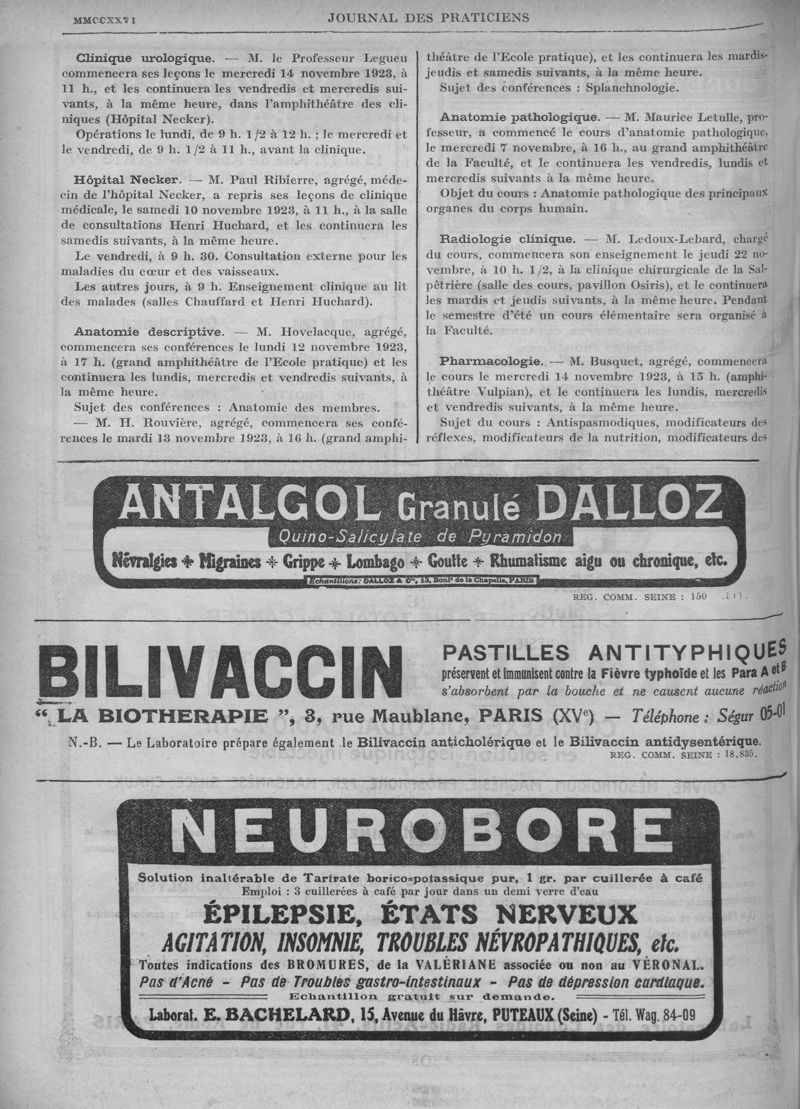 MMCCXXVI
JOURNAL DES PRATICIENS
Clinique urologique. — M. le Professeur Legueu
commencera ses leçons le mercredi 14 novembre 1923, à
11 h., et les continuera les vendredis et mercredis sui-
vants, à la même heure, dans l'amphithéâtre des cli-
niques (Hôpital Necker).
Opérations le lundi, de 9 h. 1/2 à 12 h. ; le mercredi et
le vendredi, de 9 h. 1/2 à 11 h., avant la clinique.
Hôpital Necker. — M. Paul Ribierre, agrégé, méde-
cin de l'hôpital Necker, a repris ses leçons de clinique
médicale, le samedi 10 novembre 1923, à 11 h., à la salle
de consultations Henri Huchard, et les continuera les
samedis suivants, à la même heure.
Le vendredi, à 9 h. 30. Consultation externe pour les
maladies du cœur et des vaisseaux.
Les autres jours, à 9 h. Enseignement clinique au lit
des malades (salles Chauffard et Henri Huchard).
Anatomie descriptive. — M. Hovelacque, agrégé,
commencera ses conférences le lundi 12 novembre 1923,
à 17 h. (grand amphithéâtre de l'Ecole pratique) et les
continuera les lundis, mercredis et vendredis suivants, à
la même heure.
Sujet des conférences : Anatomie des membres.
— M. H. Rouvière, agrégé, commencera ses confé-
rences le mardi 13 novembre 1923, à 16 h. (grand amphi-
théâtre de l'Ecole pratique), et les continuera les mardis,
jeudis et samedis suivants, à la même heure.
Sujet des conférences : Splanchnologie.
Anatomie pathologique. — M. Maurice Letulle, pro-
fesseur, a commencé le cours d'anatomie pathologique,
le mercredi 7 novembre, à 16 h., au grand amphithéâtre
de la Faculté, et le continuera les vendredis, lundis et
mercredis suivants à la même heure.
Objet du cours : Anatomie pathologique des principaux
organes du corps humain.
Radiologie clinique. — M. Ledoux-Lebard, chargé
du cours, commencera son enseignement le jeudi 22 no-
vembre, à 10 h. 1/2, à la clinique chirurgicale de la Sal-
pêtrière (salle des cours, pavillon Osiris), et le continuera
les mardis et jeudis suivants, à la même heure. Pendant
le semestre d'été un cours élémentaire sera organisé à
la Faculté.
Pharmacologie. — M. Busquet, agrégé, commencera
le cours le mercredi 14 novembre 1923, à 15 h. (amphi-
théâtre Vulpian), et le continuera les lundis, mercredis
et vendredis suivants, à la même heure.
Sujet du cours : Antispasmodiques, modificateurs des
réflexes, modificateurs de la nutrition, modificateurs des
ANTALGOL Granulé DALLOZ
Quino-Salicylate de Pyramidon
Névralgies ✢ Migraines ✢ Grippe ✢ Lombago ✢ Goutte ✢ Rhumatisme aigu ou chronique, etc.
Échantillons: DALLOZ & Cie, 13, Boulᵈ de la Chapelle, PARIS
REG. COMM. SEINE : 150
BILIVACCIN
PASTILLES ANTITYPHIQUES
préservent et immunisent contre la Fièvre typhoïde et les Para A et B
s'absorbent par la bouche et ne causent aucune réaction
“ LA BIOTHERAPIE ”, 3, rue Maublanc, PARIS (XVᵉ) — Téléphone : Ségur 05-01
N.-B. — Le Laboratoire prépare également le Bilivaccin anticholérique et le Bilivaccin antidysentérique.
REG. COMM. SEINE : 18.835.
NEUROBORE
Solution inaltérable de Tartrate borico-potassique pur, 1 gr. par cuillerée à café
Emploi : 3 cuillerées à café par jour dans un demi verre d'eau
ÉPILEPSIE, ÉTATS NERVEUX
AGITATION, INSOMNIE, TROUBLES NÉVROPATHIQUES, etc.
Toutes indications des BROMURES, de la VALÉRIANE associée ou non au VÉRONAL.
Pas d'Acné - Pas de Troubles gastro-intestinaux - Pas de dépression cardiaque.
Echantillon gratuit sur demande.
Laborat. E. BACHELARD, 15, Avenue du Hâvre, PUTEAUX (Seine) - Tél. Wag. 84-09